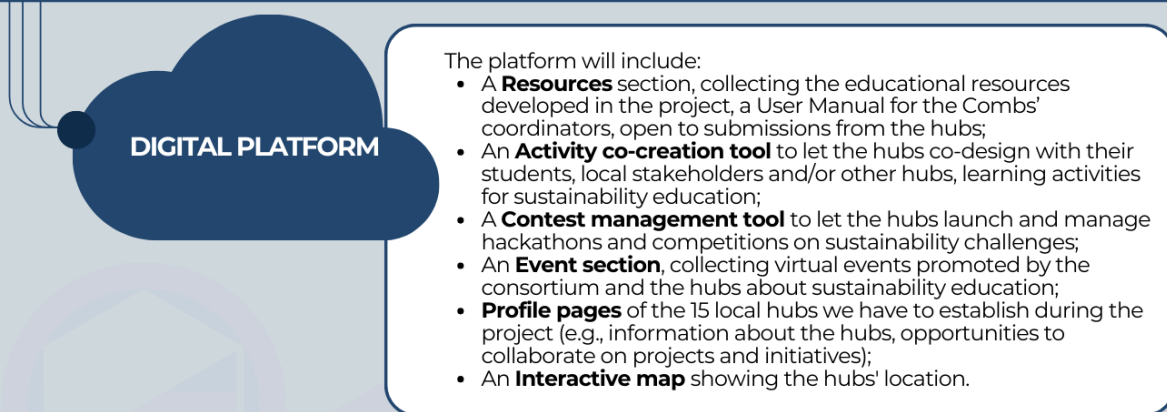 DIGITAL PLATFORM
The platform will include:
• A Resources section, collecting the educational resources
developed in the project, a User Manual for the Combs’
coordinators, open to submissions from the hubs;
• An Activity co-creation tool to let the hubs co-design with their
students, local stakeholders and/or other hubs, learning activities
for sustainability education;
• A Contest management tool to let the hubs launch and manage
hackathons and competitions on sustainability challenges;
• An Event section, collecting virtual events promoted by the
consortium and the hubs about sustainability education;
• Profile pages of the 15 local hubs we have to establish during the
project (e.g., information about the hubs, opportunities to
collaborate on projects and initiatives);
• An Interactive map showing the hubs' location.